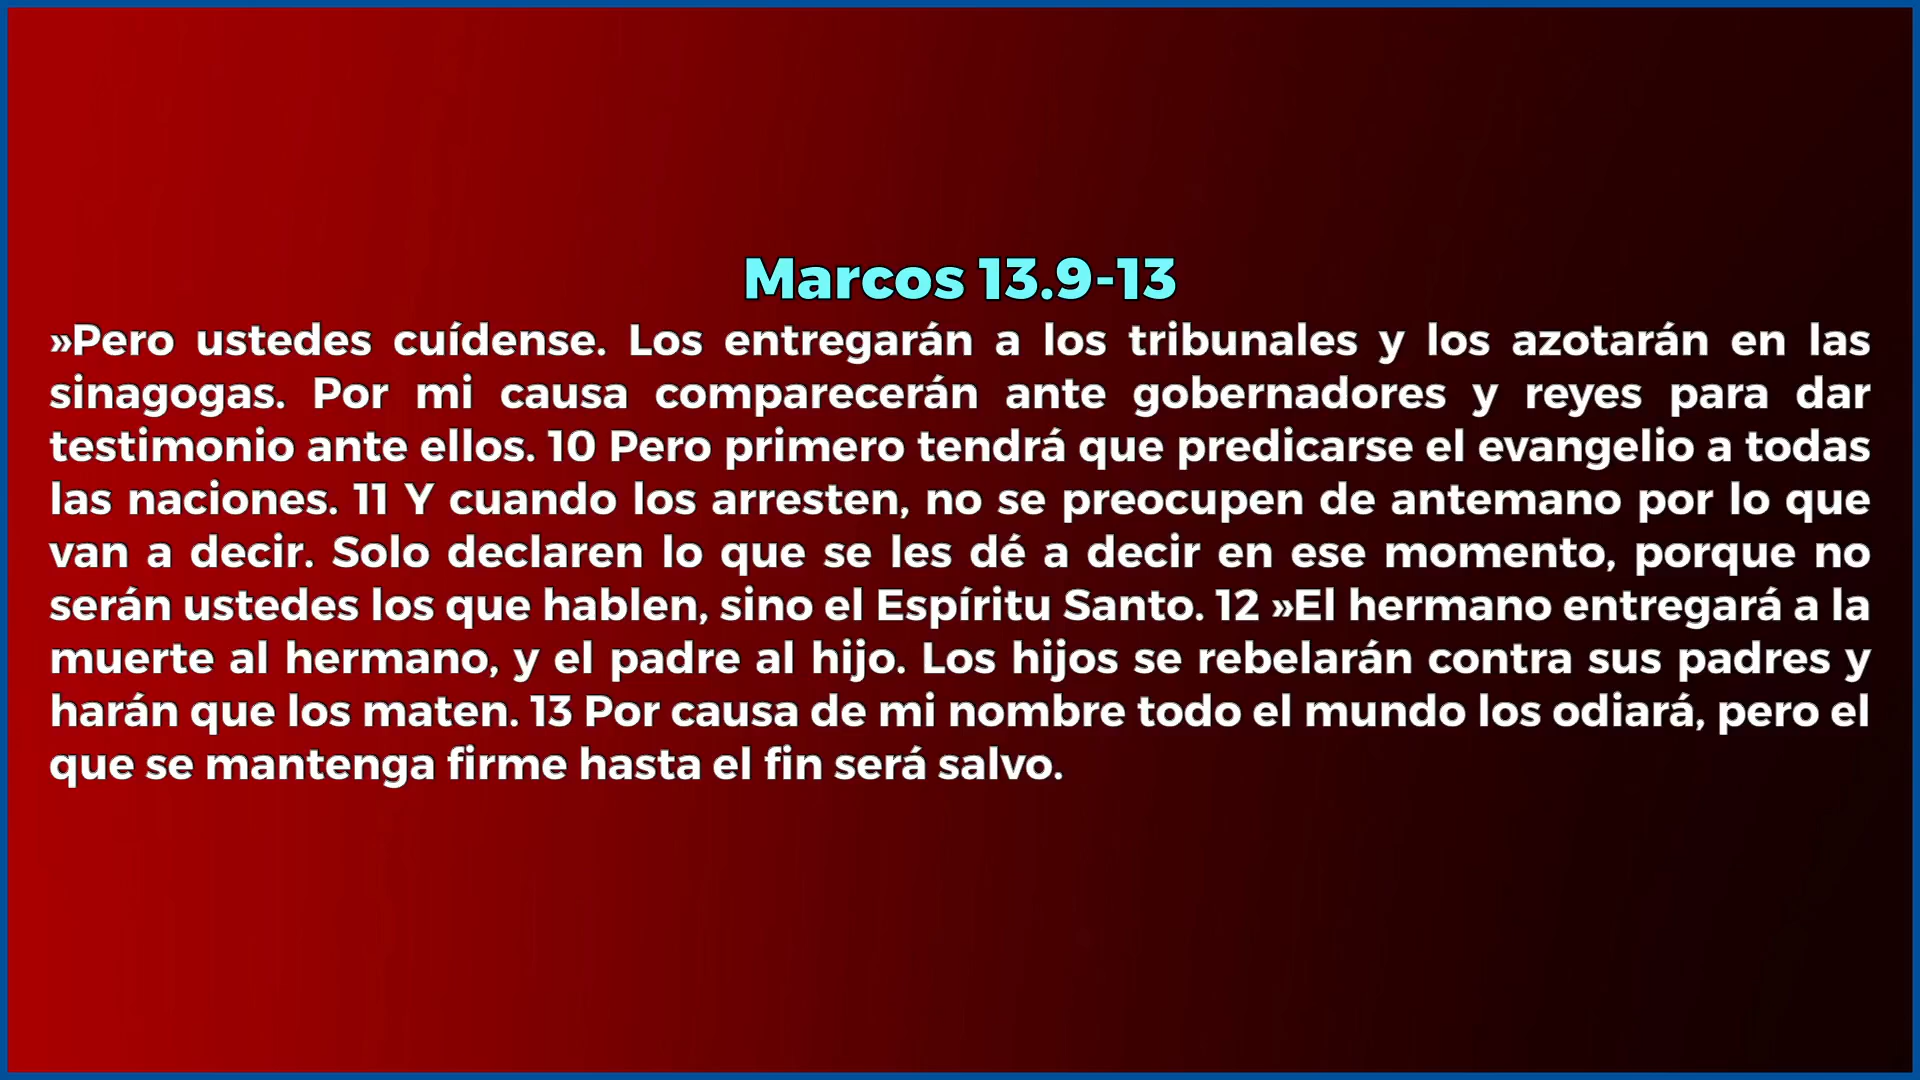 Marcos 13.9-13
»Pero ustedes cuídense. Los entregarán a los tribunales y los azotarán en las
sinagogas. Por mi causa comparecerán ante gobernadores y reyes para dar
testimonio ante ellos. 10 Pero primero tendrá que predicarse el evangelio a todas
las naciones. 11 Y cuando los arresten, no se preocupen de antemano por lo que
van a decir. Solo declaren lo que se les dé a decir en ese momento, porque no
serán ustedes los que hablen, sino el Espíritu Santo. 12 »El hermano entregará a la
muerte al hermano, y el padre al hijo. Los hijos se rebelarán contra sus padres y
harán que los maten. 13 Por causa de mi nombre todo el mundo los odiará, pero el
que se mantenga firme hasta el fin será salvo.